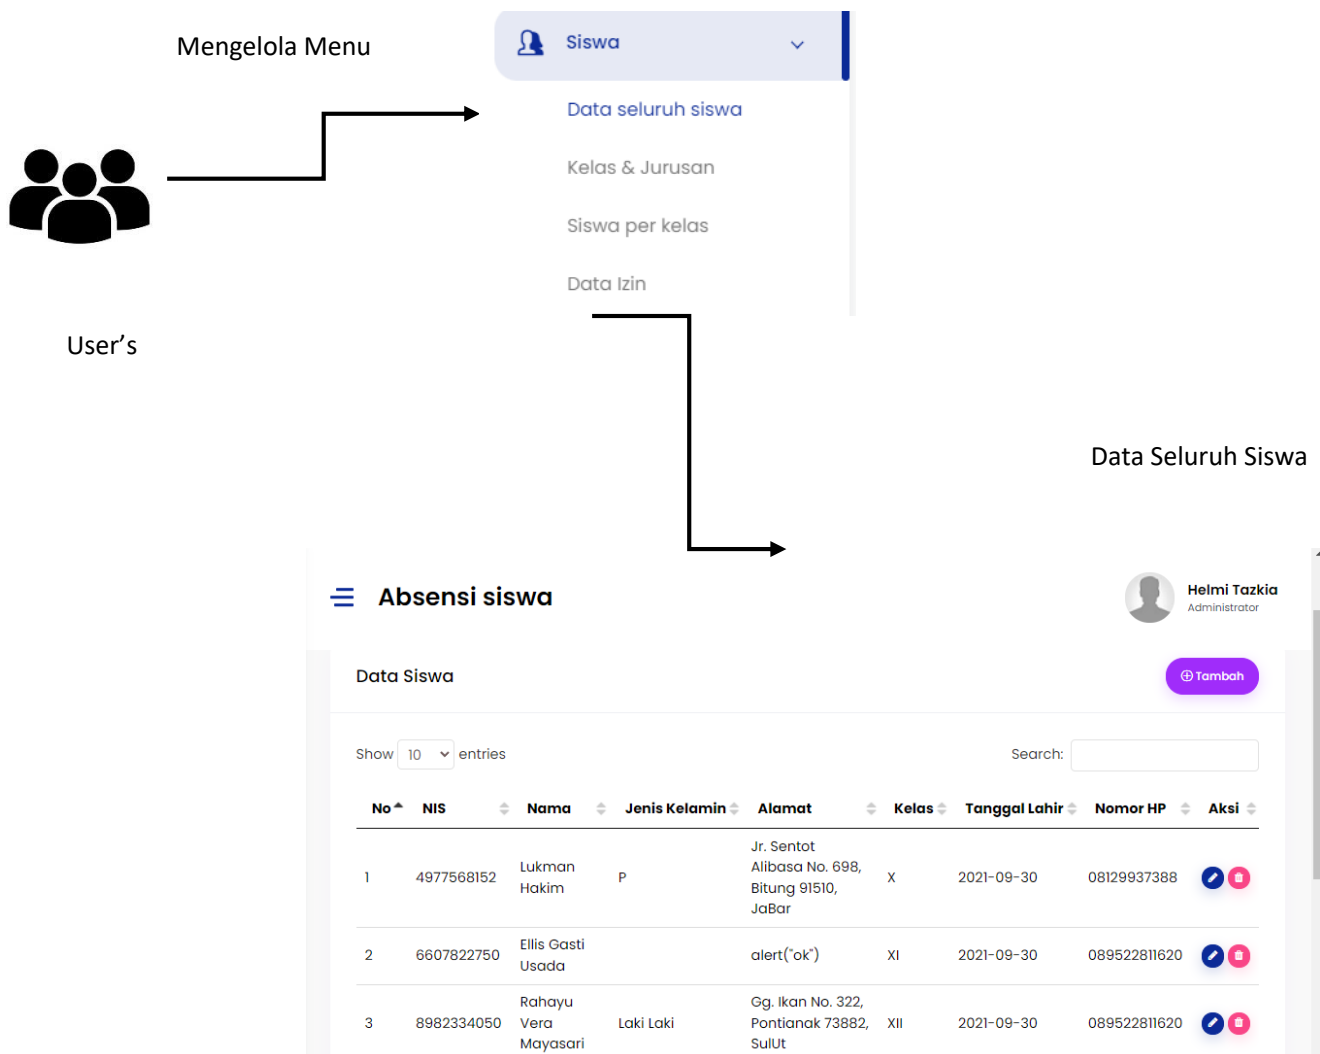 Mengelola Menu
Siswa
Data seluruh siswa
Kelas & Jurusan
Siswa per kelas
Data Izin
User’s
Data Seluruh Siswa
Absensi siswa
Helmi Tazkia
Administrator
Data Siswa
Tambah
Show 10 entries
Search:
No NIS Nama Jenis Kelamin Alamat Kelas Tanggal Lahir Nomor HP Aksi
1 4977568152 Lukman Hakim P Jr. Sentot Alibasa No. 698, Bitung 91510, JaBar X 2021-09-30 08129937388
2 6607822750 Ellis Gasti Usada alert("ok") XI 2021-09-30 089522811620
3 8982334050 Rahayu Vera Mayasari Laki Laki Gg. Ikan No. 322, Pontianak 73882, SulUt XII 2021-09-30 089522811620